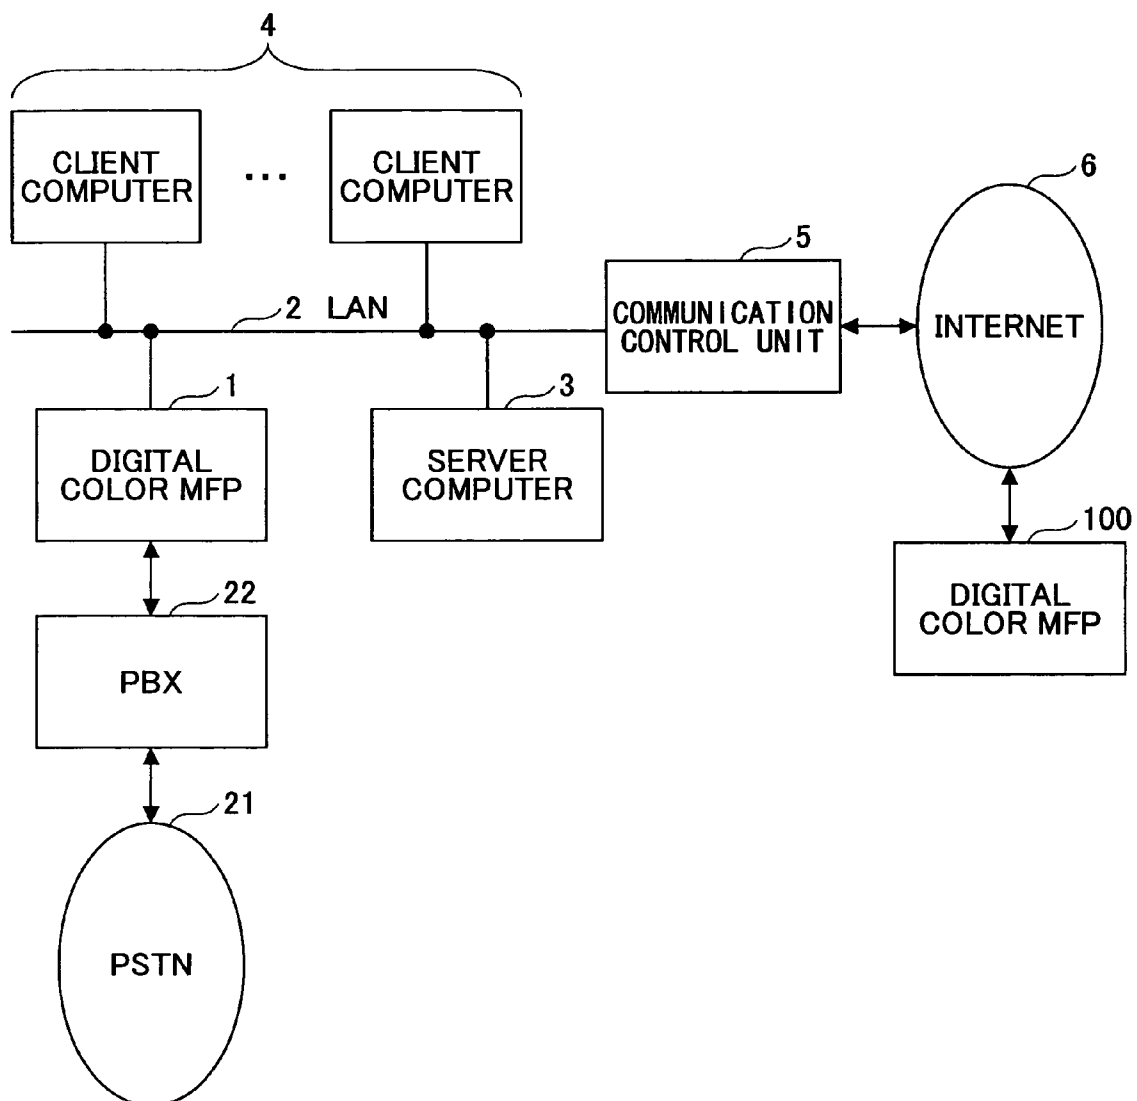 4
CLIENT
COMPUTER
...
CLIENT
COMPUTER
6
5
2 LAN
COMMUNICATION
CONTROL UNIT
INTERNET
1
3
DIGITAL
COLOR MFP
SERVER
COMPUTER
100
22
DIGITAL
COLOR MFP
PBX
21
PSTN